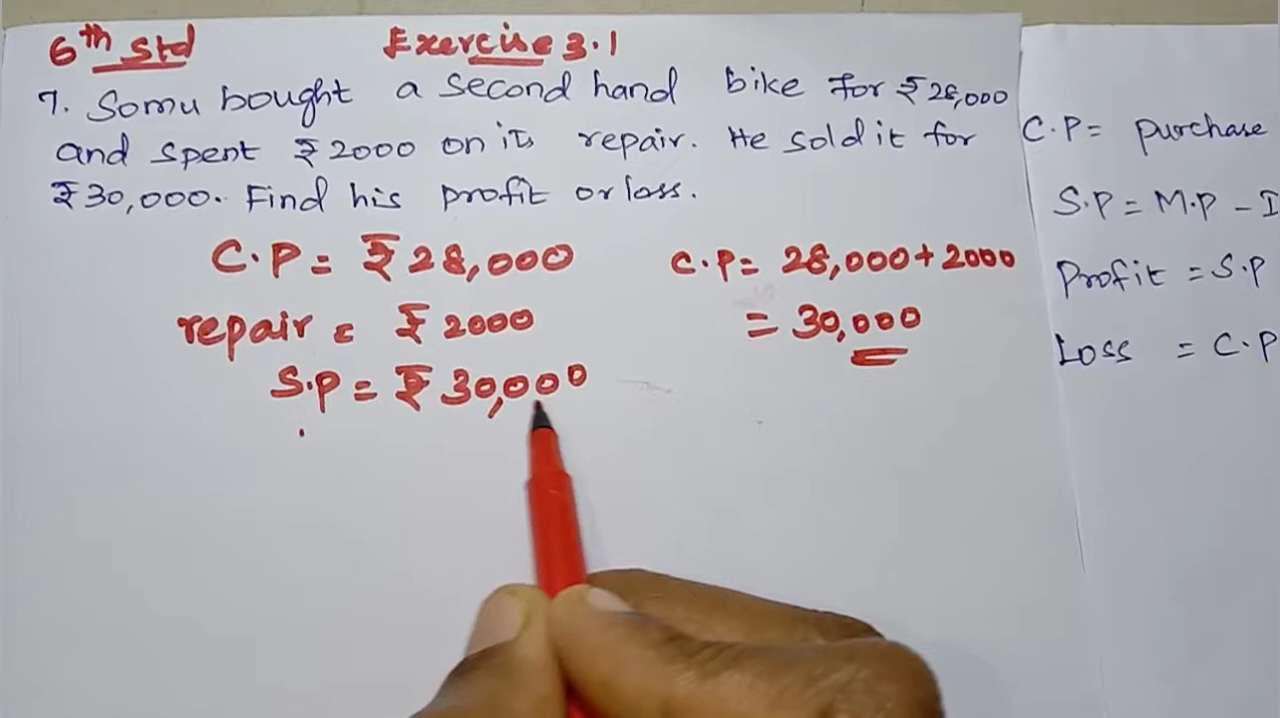 6th Std Exercise 3.1
7. Somu bought a second hand bike for ₹28,000
and spent ₹2000 on its repair. He sold it for
₹30,000. Find his profit or loss.
C.P = ₹28,000
repair = ₹2000
S.P = ₹30,000
C.P = 28,000+2000
= 30,000
C.P = purchase
S.P = M.P -
Profit = S.P
Loss = C.P